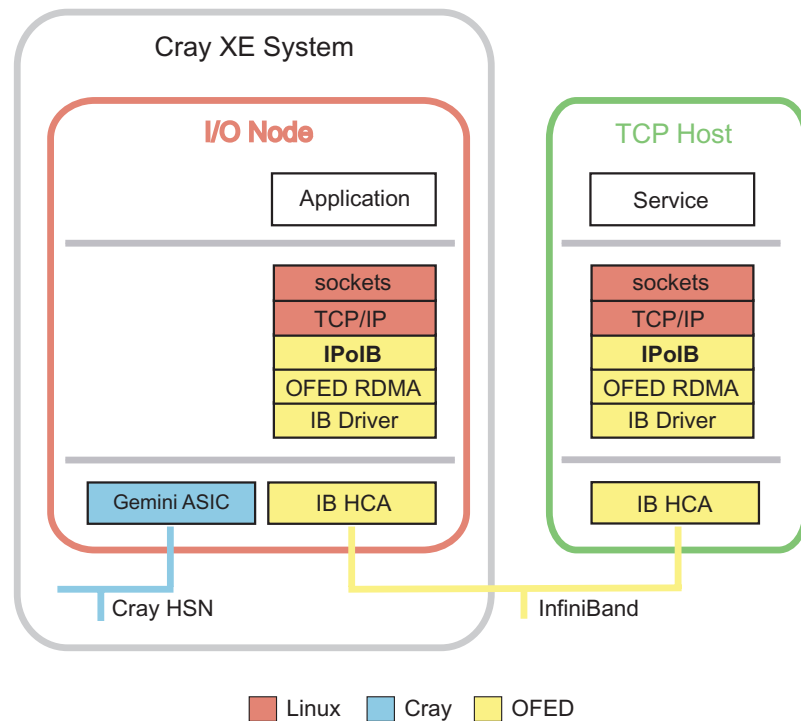 Cray XE System
I/O Node
TCP Host
Application
Service
sockets
TCP/IP
IPoIB
OFED RDMA
IB Driver
sockets
TCP/IP
IPoIB
OFED RDMA
IB Driver
Gemini ASIC
IB HCA
IB HCA
Cray HSN
InfiniBand
Linux
Cray
OFED